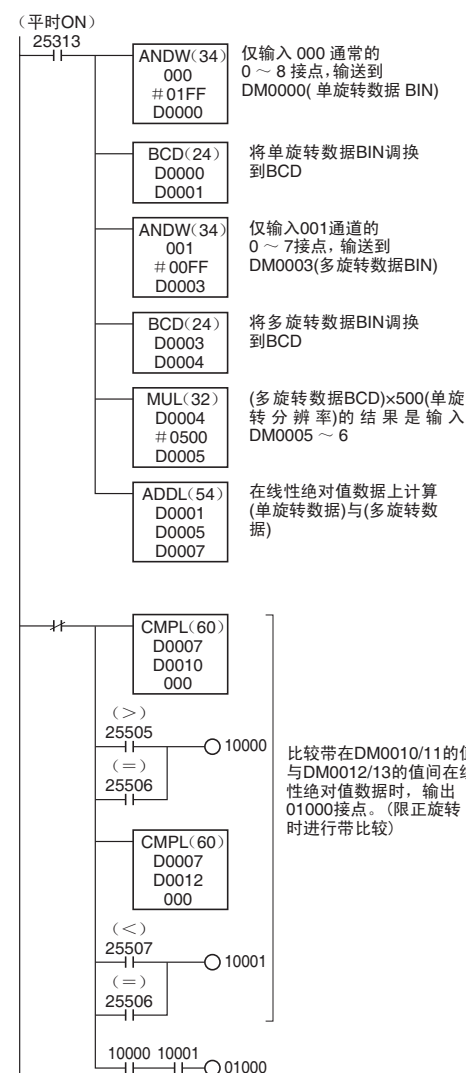 （平时ON）
25313
ANDW（34）
000
＃01FF
D0000
仅输入 000 通常的
0 ～ 8 接点，输送到
DM0000( 单旋转数据 BIN)
BCD（24）
D0000
D0001
将单旋转数据BIN调换
到BCD
ANDW（34）
001
＃00FF
D0003
仅输入001通道的
0 ～ 7接点，输送到
DM0003(多旋转数据BIN)
BCD（24）
D0003
D0004
将多旋转数据BIN调换
到BCD
MUL（32）
D0004
＃0500
D0005
(多旋转数据BCD)×500(单旋
转分辨率)的结果是输入
DM0005 ～ 6
ADDL（54）
D0001
D0005
D0007
在线性绝对值数据上计算
(单旋转数据)与(多旋转数
据)
CMPL（60）
D0007
D0010
000
（＞）
25505
10000
（＝）
25506
比较带在DM0010/11的值
与DM0012/13的值间在线
性绝对值数据时，输出
01000接点。（限正旋转
时进行带比较）
CMPL（60）
D0007
D0012
000
（＜）
25507
10001
（＝）
25506
10000 10001
01000